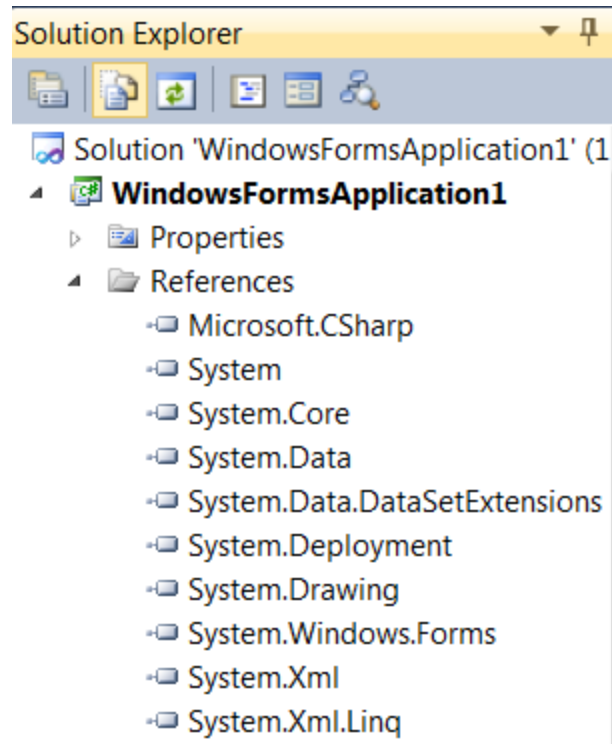 Solution Explorer
Solution 'WindowsFormsApplication1' (1
WindowsFormsApplication1
Properties
References
Microsoft.CSharp
System
System.Core
System.Data
System.Data.DataSetExtensions
System.Deployment
System.Drawing
System.Windows.Forms
System.Xml
System.Xml.Linq